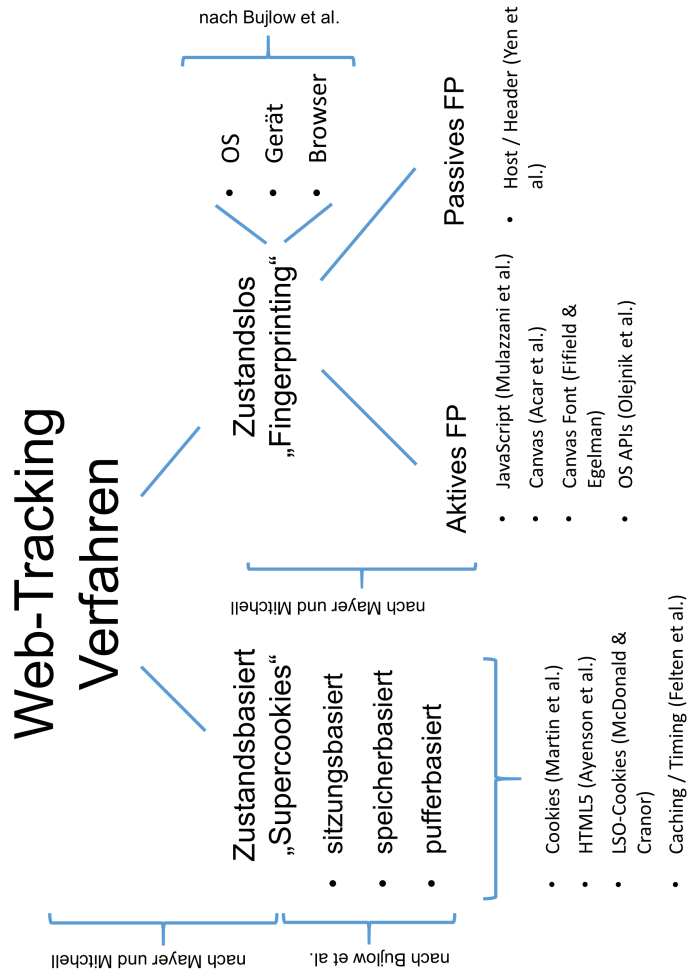 Web-Tracking
Verfahren
nach Mayer und Mitchell
Zustandsbasiert
„Supercookies“
nach Bujlow et al.
• sitzungsbasiert
• speicherbasiert
• pufferbasiert
• Cookies (Martin et al.)
• HTML5 (Ayenson et al.)
• LSO-Cookies (McDonald &
Cranor)
• Caching / Timing (Felten et al.)
Zustandslos
„Fingerprinting“
• OS
• Gerät
• Browser
nach Bujlow et al.
nach Mayer und Mitchell
Aktives FP
• JavaScript (Mulazzani et al.)
• Canvas (Acar et al.)
• Canvas Font (Fifield &
Egelman)
• OS APIs (Olejnik et al.)
Passives FP
• Host / Header (Yen et
al.)